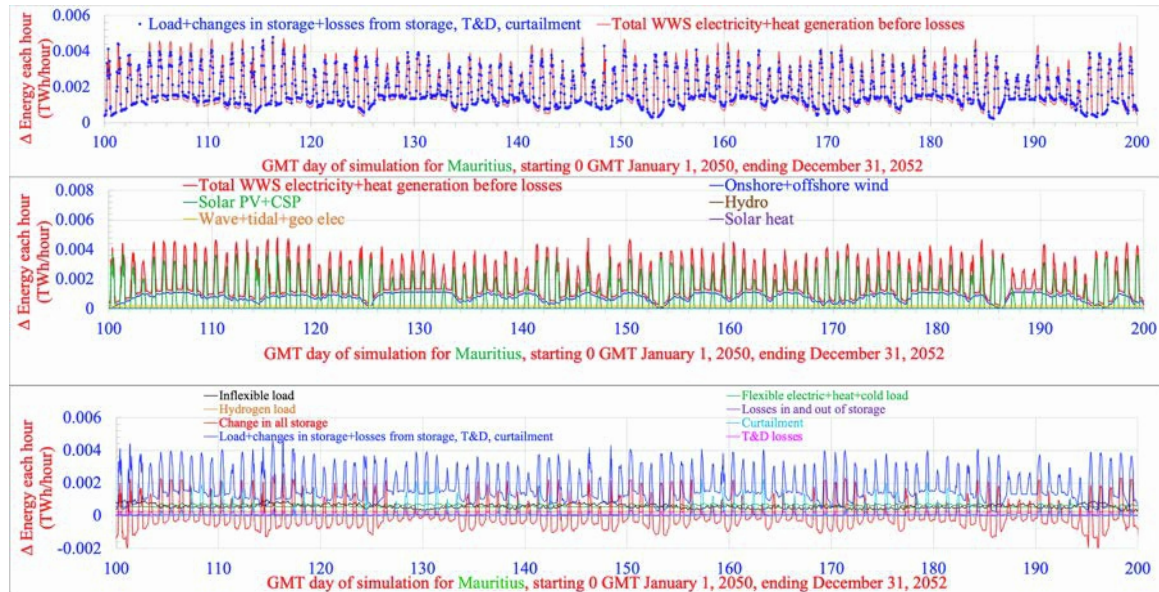 Load+changes in storage+losses from storage, T&D, curtailment Total WWS electricity+heat generation before losses
Δ Energy each hour
(TWh/hour)
0.006
0.004
0.002
0
100 110 120 130 140 150 160 170 180 190 200
GMT day of simulation for Mauritius, starting 0 GMT January 1, 2050, ending December 31, 2052
Total WWS electricity+heat generation before losses Onshore+offshore wind
Solar PV+CSP Hydro
Wave+tidal+geo elec Solar heat
Δ Energy each hour
(TWh/hour)
0.008
0.006
0.004
0.002
0
100 110 120 130 140 150 160 170 180 190 200
GMT day of simulation for Mauritius, starting 0 GMT January 1, 2050, ending December 31, 2052
Inflexible load Flexible electric+heat+cold load
Hydrogen load Losses in and out of storage
Change in all storage Curtailment
Load+changes in storage+losses from storage, T&D, curtailment T&D losses
Δ Energy each hour
(TWh/hour)
0.006
0.004
0.002
0
-0.002
100 110 120 130 140 150 160 170 180 190 200
GMT day of simulation for Mauritius, starting 0 GMT January 1, 2050, ending December 31, 2052